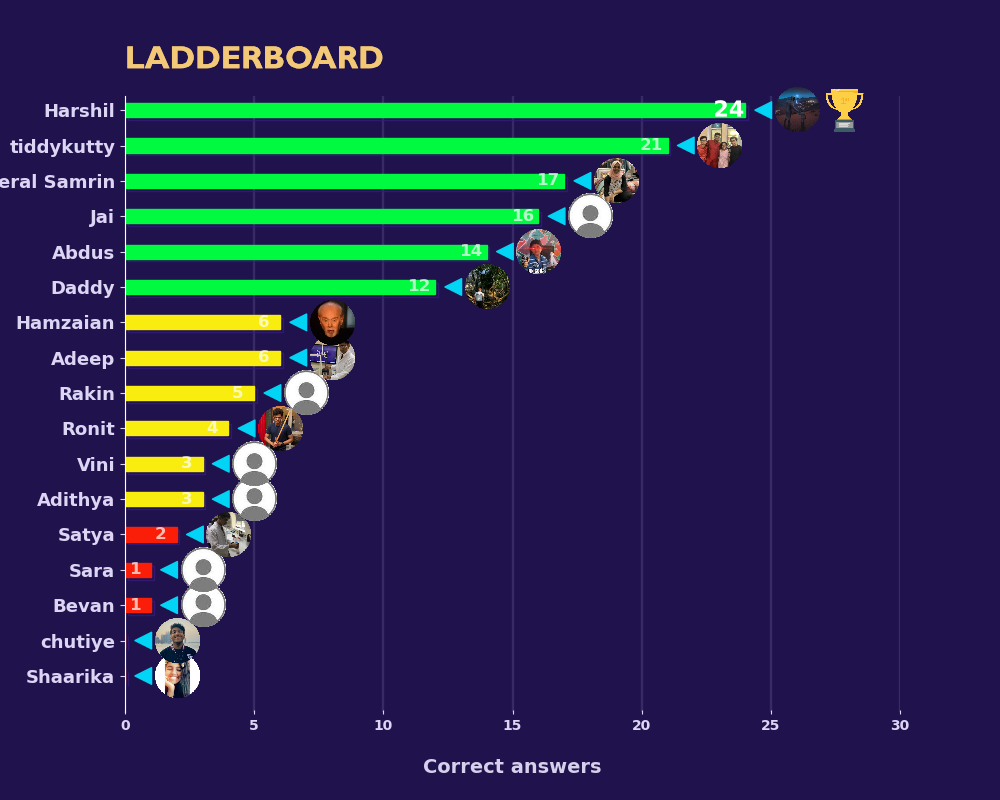 LADDERBOARD
Harshil 24
tiddykutty 21
eral Samrin 17
Jai 16
Abdus 14
Daddy 12
Hamzaian 6
Adeep 6
Rakin 5
Ronit 4
Vini 3
Adithya 3
Satya 2
Sara 1
Bevan 1
chutiye
Shaarika
0 5 10 15 20 25 30
Correct answers